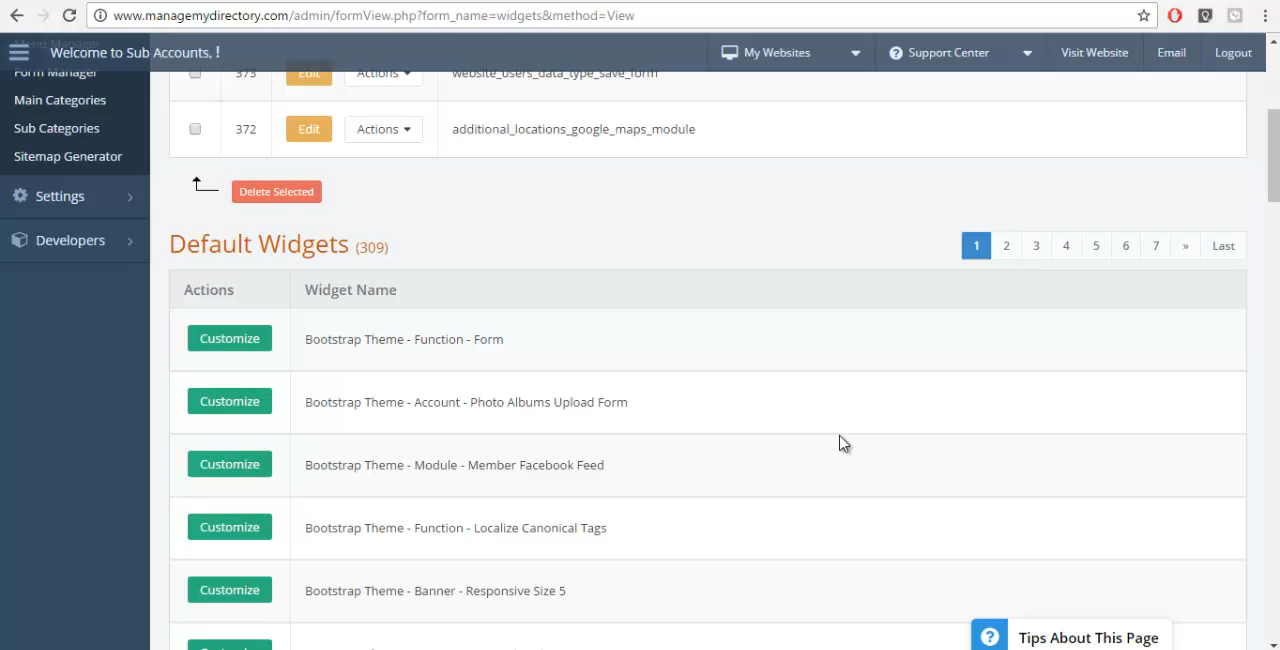 www.managemydirectory.com/admin/formView.php?form_name=widgets&method=View
Welcome to Sub Accounts, !
My Websites
Support Center
Visit Website
Email
Logout
Form Manager
Main Categories
Sub Categories
Sitemap Generator
Settings
Developers
373 Edit Actions website_users_data_type_save_form
372 Edit Actions additional_locations_google_maps_module
Delete Selected
Default Widgets (309)
1 2 3 4 5 6 7 » Last
Actions Widget Name
Customize Bootstrap Theme - Function - Form
Customize Bootstrap Theme - Account - Photo Albums Upload Form
Customize Bootstrap Theme - Module - Member Facebook Feed
Customize Bootstrap Theme - Function - Localize Canonical Tags
Customize Bootstrap Theme - Banner - Responsive Size 5
? Tips About This Page